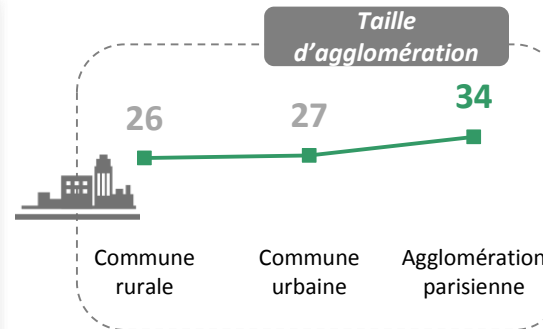 Taille
d'agglomération
26
27
34
Commune
rurale
Commune
urbaine
Agglomération
parisienne